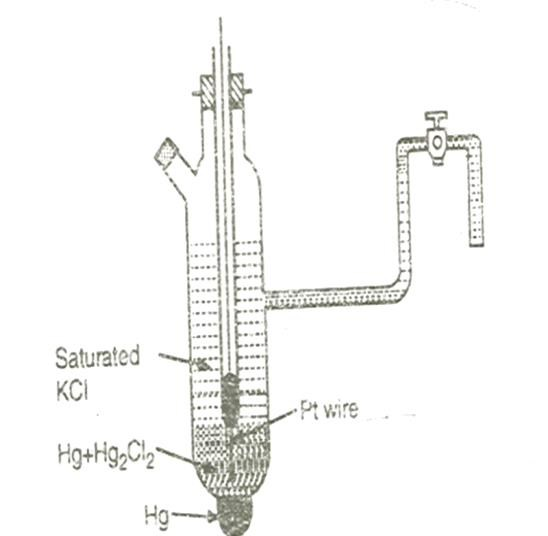 Saturated
KCl
Pt wire
Hg+Hg₂Cl₂
Hg